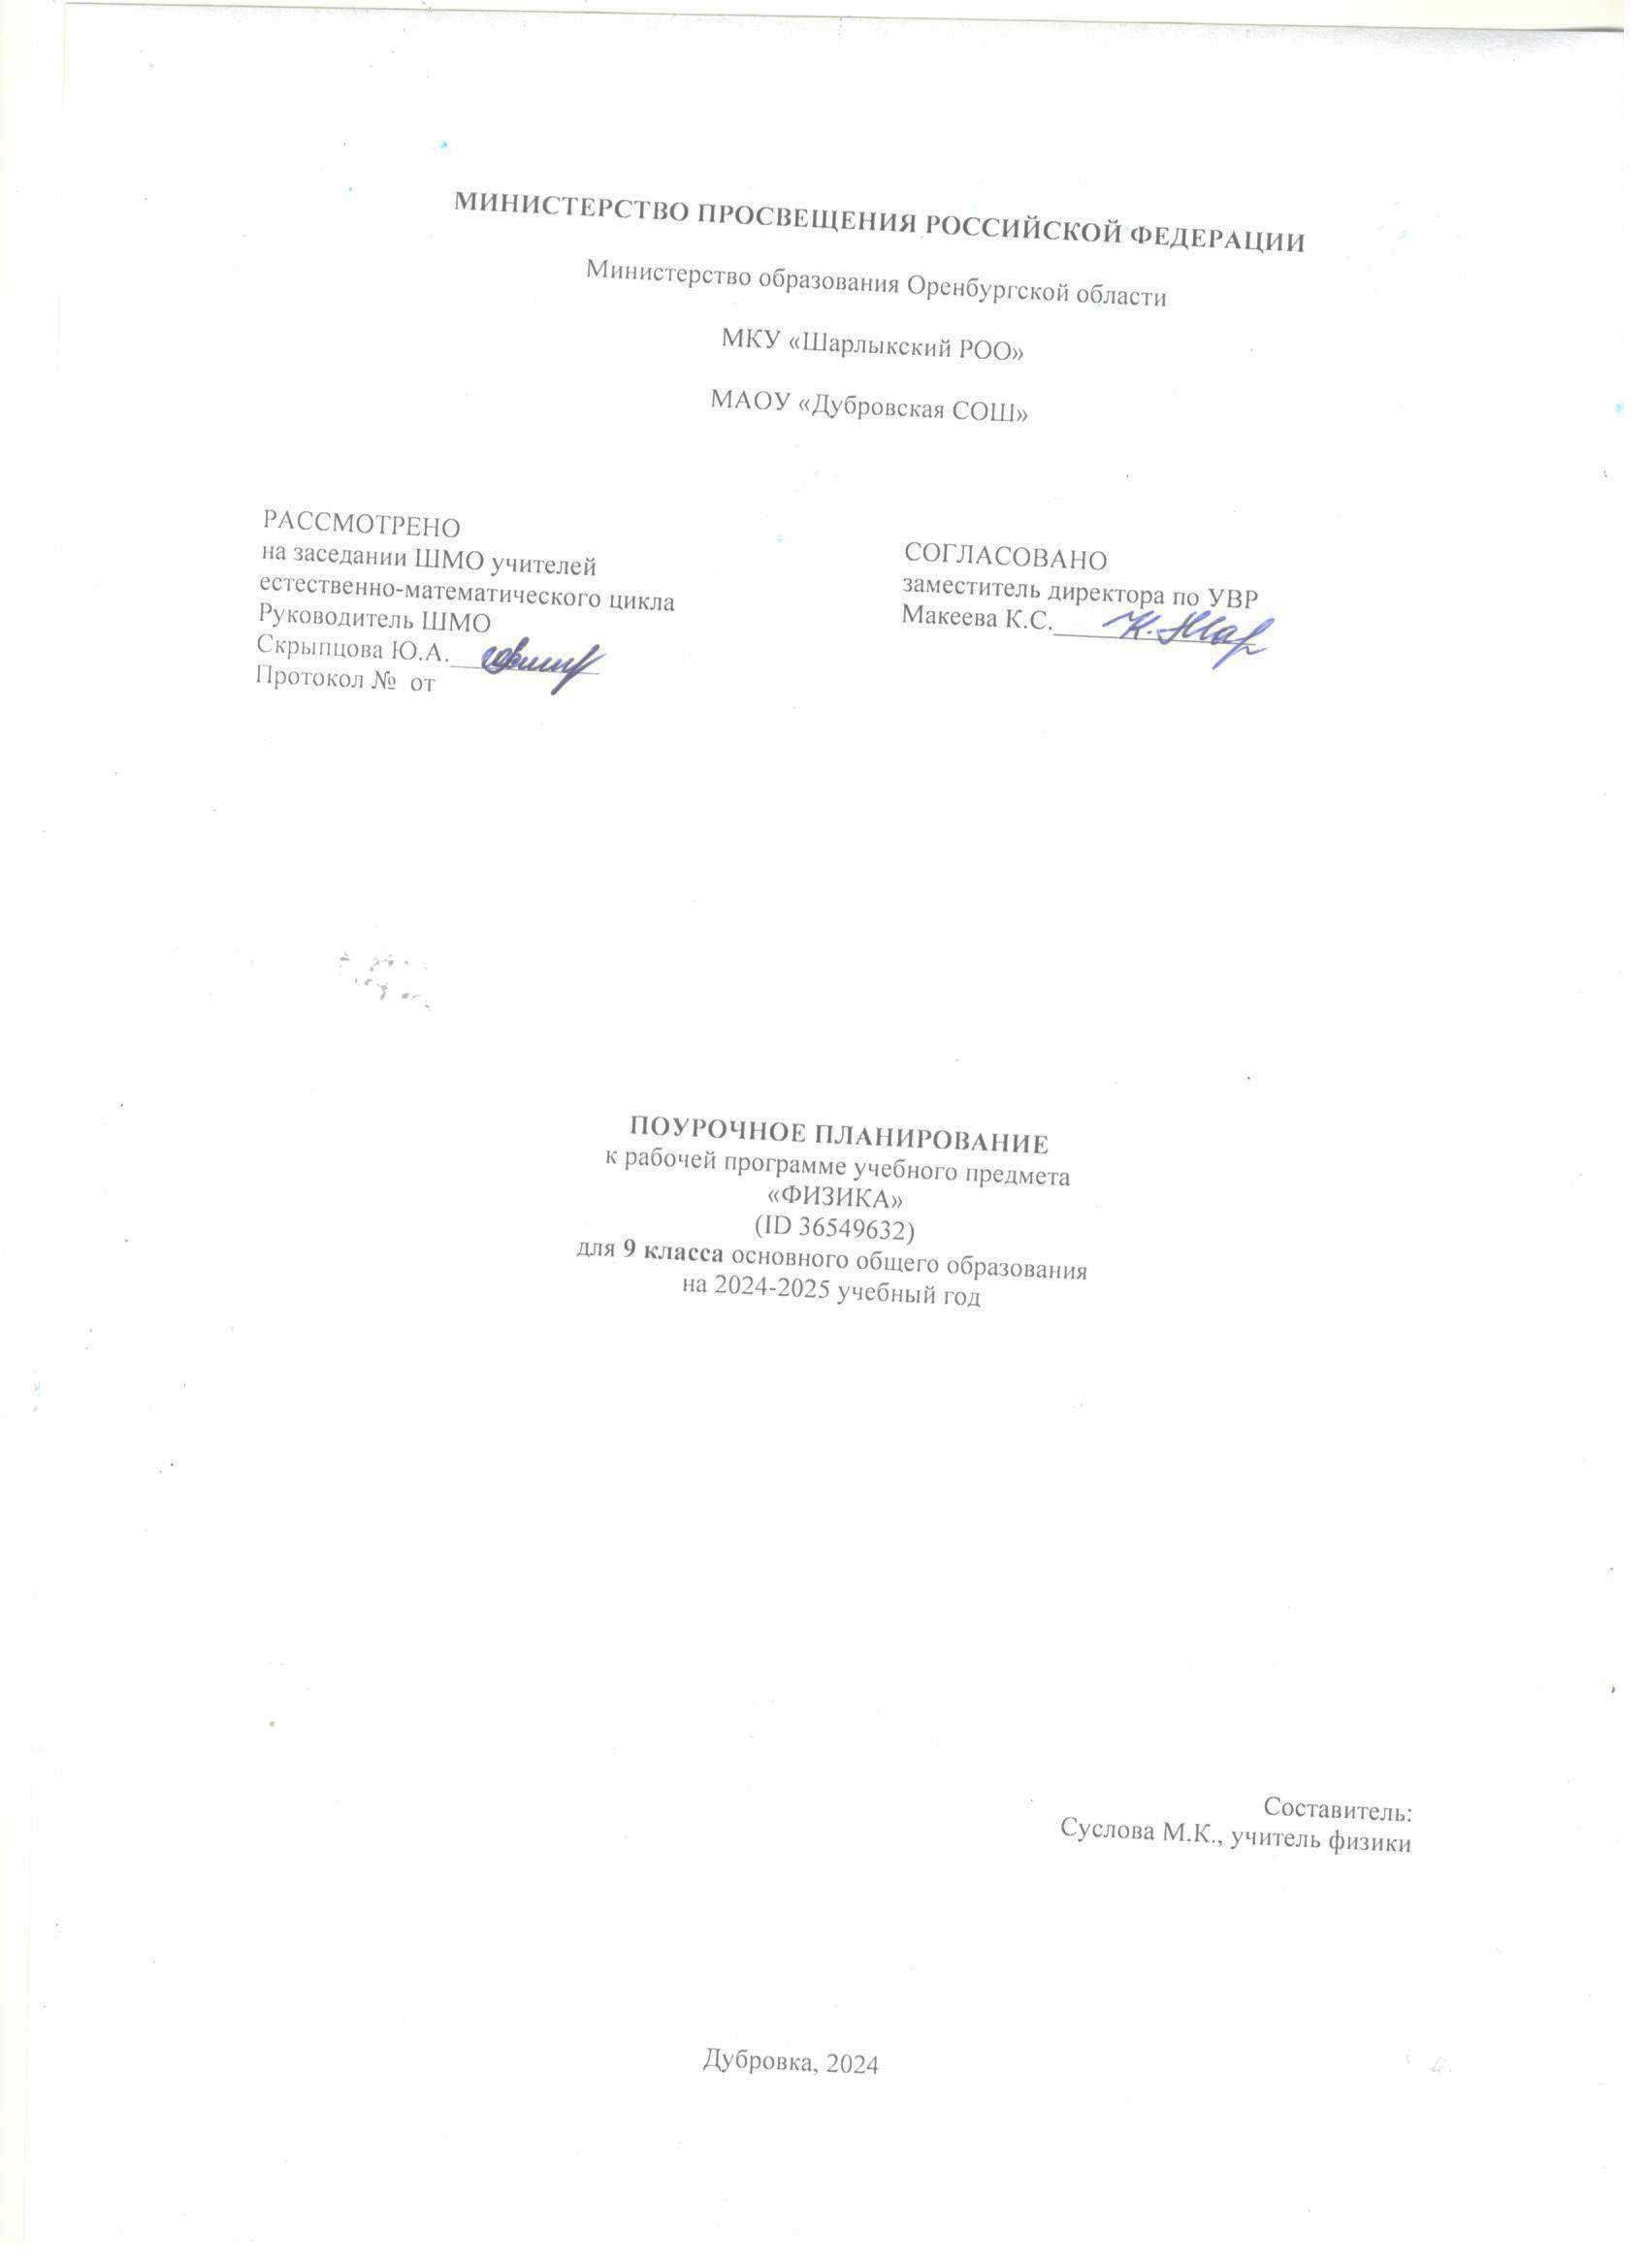 МИНИСТЕРСТВО ПРОСВЕЩЕНИЯ РОССИЙСКОЙ ФЕДЕРАЦИИ
Министерство образования Оренбургской области
МКУ «Шарлыкский РОО»
МАОУ «Дубровская СОШ»
РАССМОТРЕНО
на заседании ШМО учителей
естественно-математического цикла
Руководитель ШМО
Скрыпцова Ю.А.
Протокол № от
СОГЛАСОВАНО
заместитель директора по УВР
Макеева К.С.
ПОУРОЧНОЕ ПЛАНИРОВАНИЕ
к рабочей программе учебного предмета
«ФИЗИКА»
(ID 36549632)
для 9 класса основного общего образования
на 2024-2025 учебный год
Составитель:
Суслова М.К., учитель физики
Дубровка, 2024